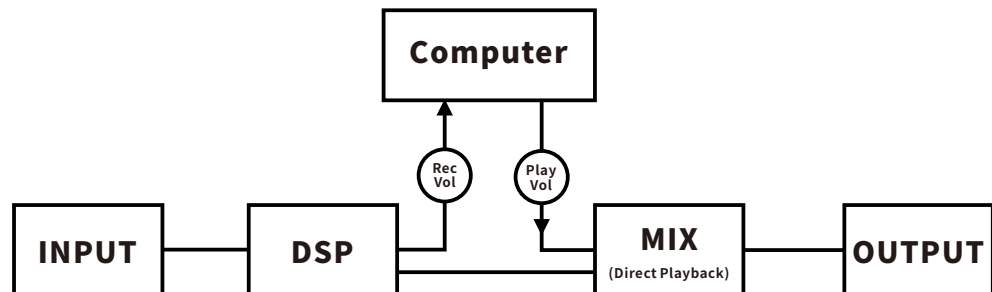 Computer
Rec
Vol
Play
Vol
INPUT
DSP
MIX
(Direct Playback)
OUTPUT